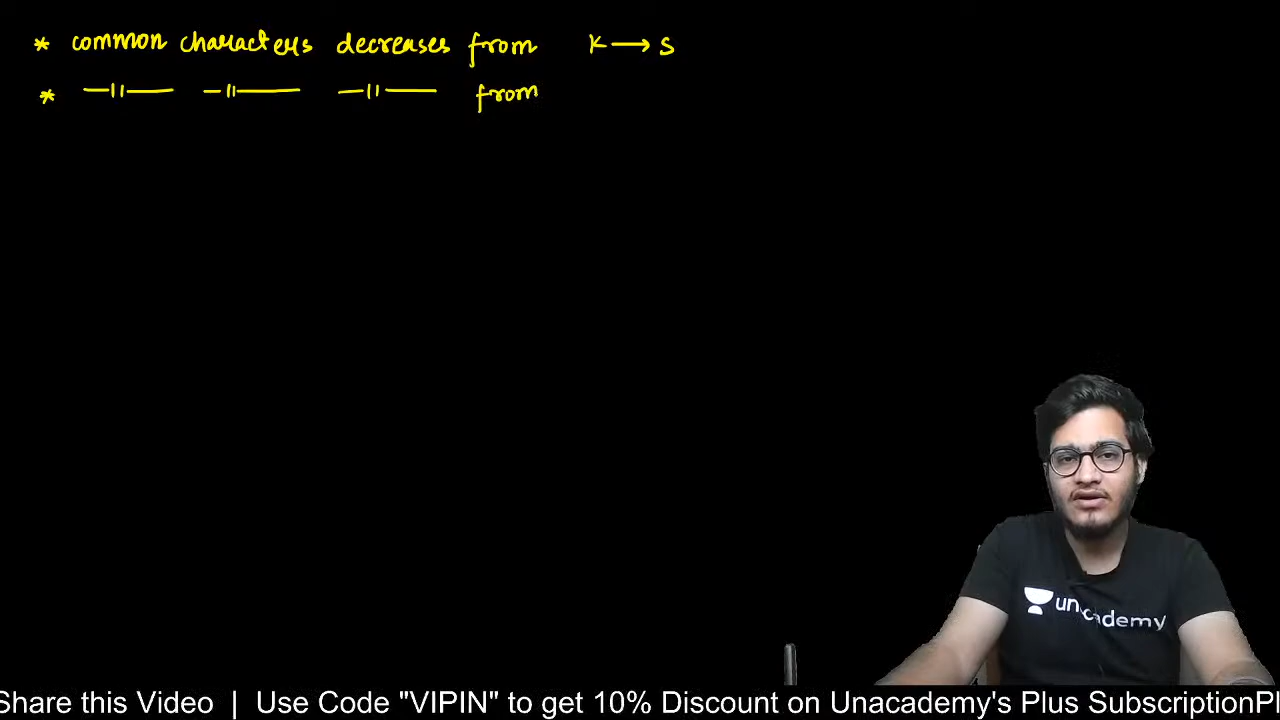 * common characters decreases from K → S
* —||— —||— —||— from
unacademy
Share this Video | Use Code "VIPIN" to get 10% Discount on Unacademy's Plus SubscriptionPl